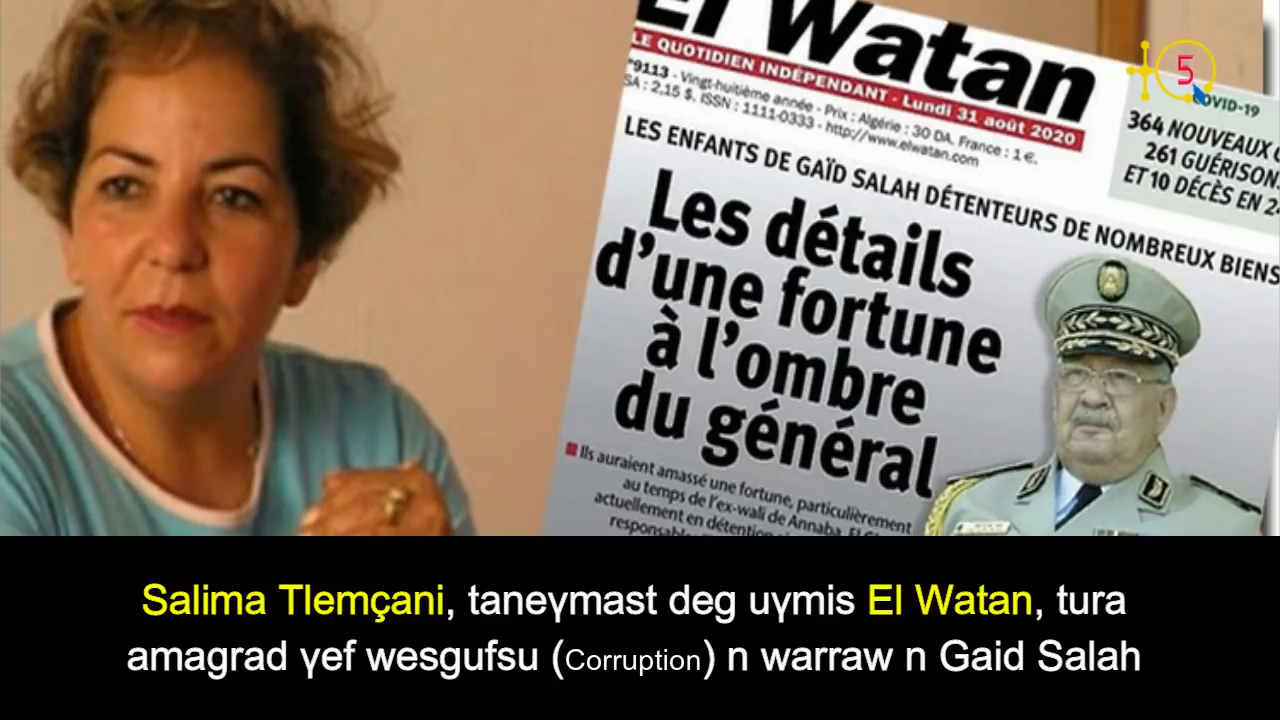 El Watan
LE QUOTIDIEN INDÉPENDANT - Lundi 31 août 2020
°9113 - Vingt-huitième année - Prix : Algérie : 30 DA. France : 1 €.
SA : 2,15 $. ISSN : 1111-0333 - http://www.elwatan.com
5
COVID-19
364 NOUVEAUX
261 GUÉRISON
ET 10 DÉCÈS EN
LES ENFANTS DE GAÏD SALAH DÉTENTEURS DE NOMBREUX BIENS
Les détails
d'une fortune
à l'ombre
du général
Ils auraient amassé une fortune, particulièrement
au temps de l'ex-wali de Annaba,
actuellement en détention
Salima Tlemçani, taneɣmast deg uɣmis El Watan, tura
amagrad ɣef wesgufsu (Corruption) n warraw n Gaid Salah